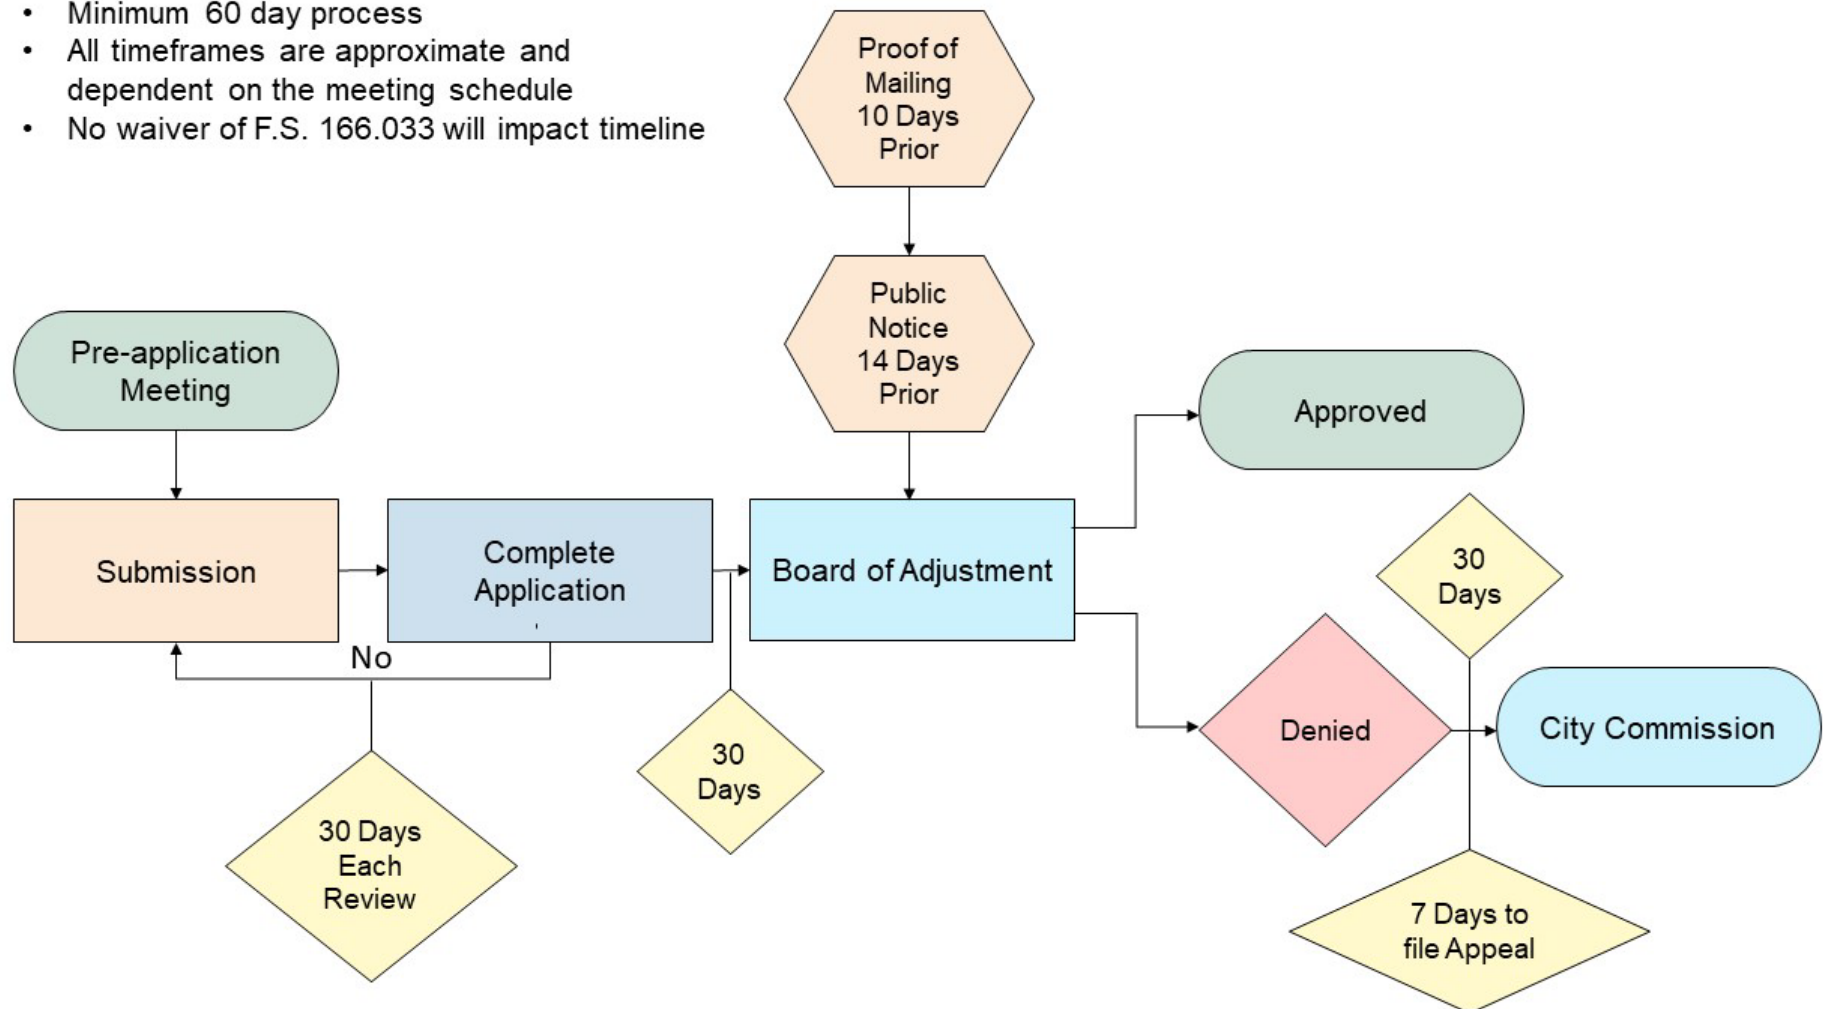 • Minimum 60 day process
• All timeframes are approximate and
dependent on the meeting schedule
• No waiver of F.S. 166.033 will impact timeline
Proof of
Mailing
10 Days
Prior
Public
Notice
14 Days
Prior
Pre-application
Meeting
Approved
Submission
Complete
Application
Board of Adjustment
30
Days
No
Denied
City Commission
30
Days
30 Days
Each
Review
7 Days to
file Appeal